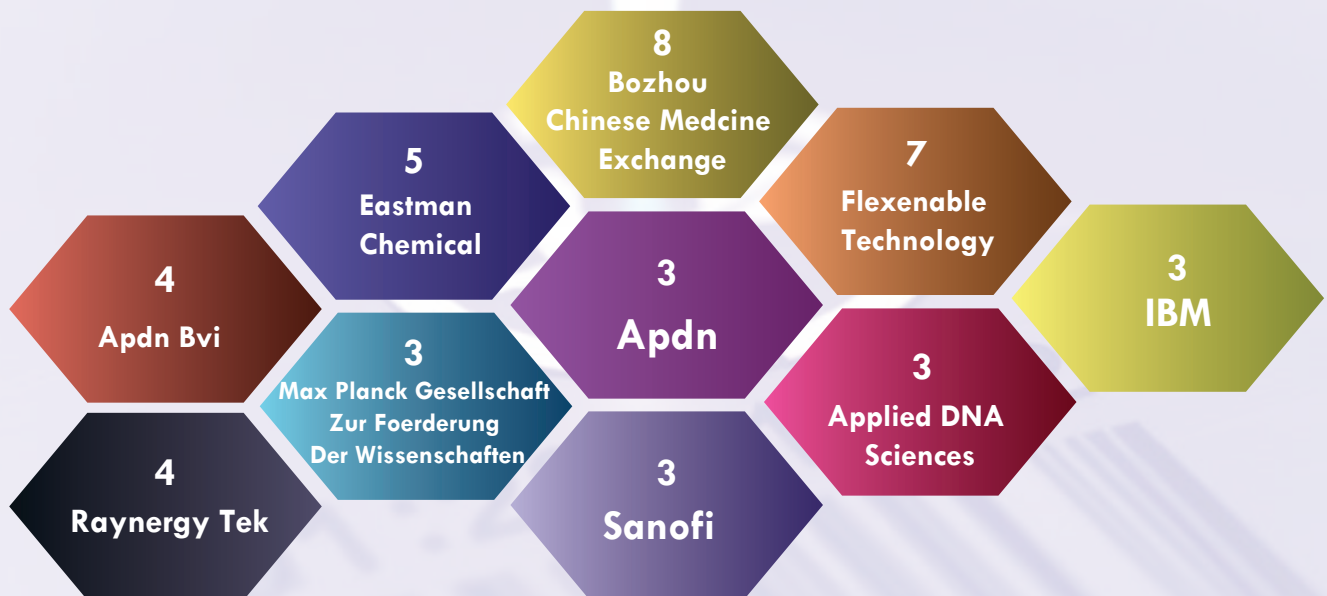 8
Bozhou
Chinese Medcine
Exchange
5
Eastman
Chemical
7
Flexenable
Technology
4
Apdn Bvi
3
Apdn
3
IBM
3
Max Planck Gesellschaft
Zur Foerderung
Der Wissenschaften
3
Applied DNA
Sciences
4
Raynergy Tek
3
Sanofi